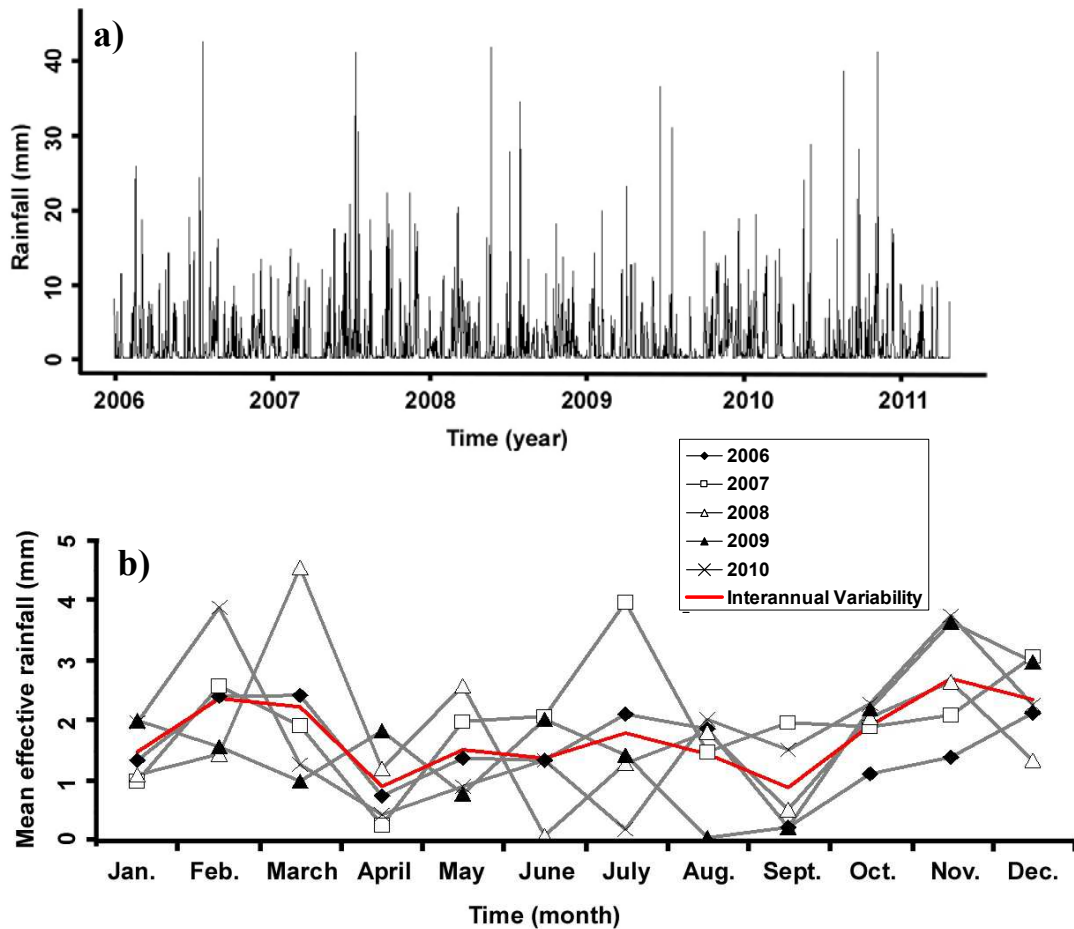 a)
Rainfall (mm)
40
30
20
10
0
2006 2007 2008 2009 2010 2011
Time (year)
2006
2007
2008
2009
2010
Interannual Variability
b)
Mean effective rainfall (mm)
5
4
3
2
1
0
Jan. Feb. March April May June July Aug. Sept. Oct. Nov. Dec.
Time (month)